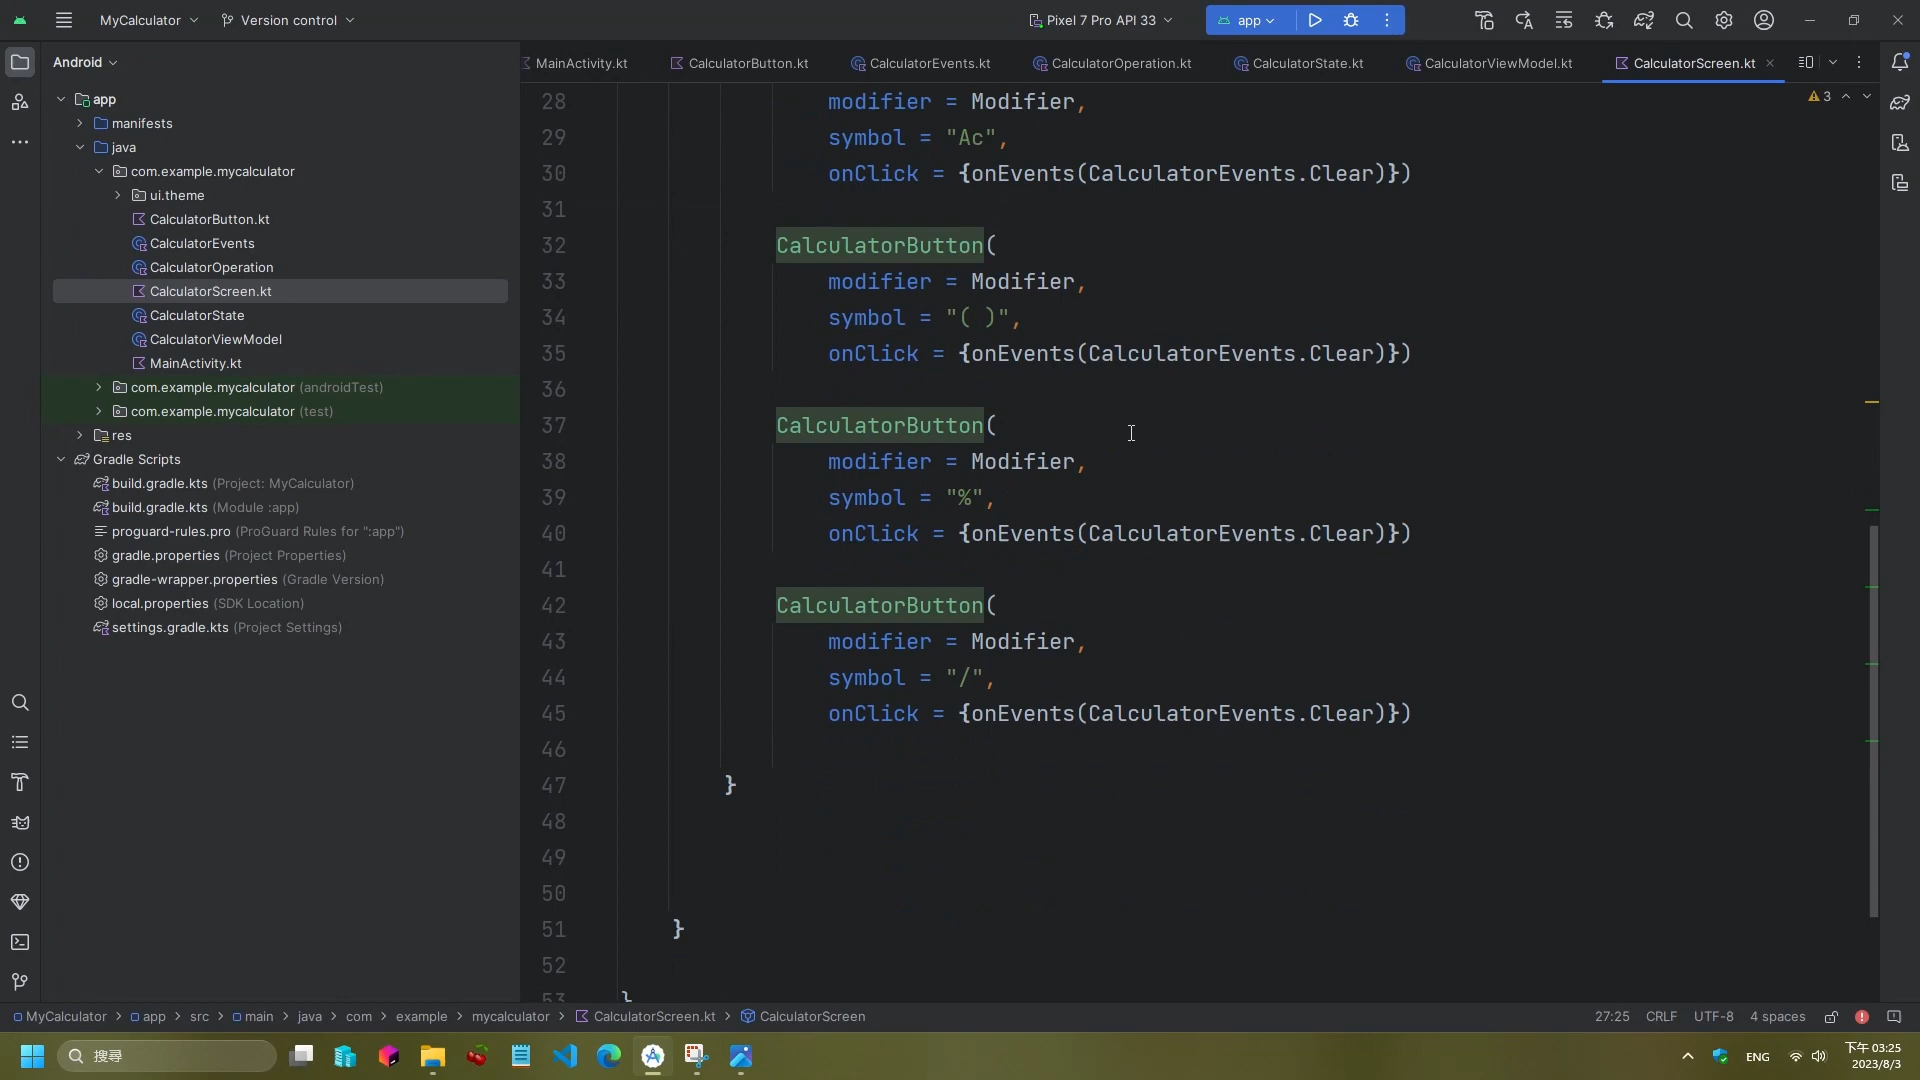 MyCalculator
Version control
Pixel 7 Pro API 33
app
Android
MainActivity.kt
CalculatorButton.kt
CalculatorEvents.kt
CalculatorOperation.kt
CalculatorState.kt
CalculatorViewModel.kt
CalculatorScreen.kt
3
app
manifests
java
com.example.mycalculator
ui.theme
CalculatorButton.kt
CalculatorEvents
CalculatorOperation
CalculatorScreen.kt
CalculatorState
CalculatorViewModel
MainActivity.kt
com.example.mycalculator (androidTest)
com.example.mycalculator (test)
res
Gradle Scripts
build.gradle.kts (Project: MyCalculator)
build.gradle.kts (Module :app)
proguard-rules.pro (ProGuard Rules for ":app")
gradle.properties (Project Properties)
gradle-wrapper.properties (Gradle Version)
local.properties (SDK Location)
settings.gradle.kts (Project Settings)
28 modifier = Modifier,
29 symbol = "Ac",
30 onClick = {onEvents(CalculatorEvents.Clear)})
31
32 CalculatorButton(
33 modifier = Modifier,
34 symbol = "( )",
35 onClick = {onEvents(CalculatorEvents.Clear)})
36
37 CalculatorButton(
38 modifier = Modifier,
39 symbol = "%",
40 onClick = {onEvents(CalculatorEvents.Clear)})
41
42 CalculatorButton(
43 modifier = Modifier,
44 symbol = "/",
45 onClick = {onEvents(CalculatorEvents.Clear)})
46
47 }
48
49
50
51 }
52
53 }
MyCalculator > app > src > main > java > com > example > mycalculator > CalculatorScreen.kt > CalculatorScreen
27:25 CRLF UTF-8 4 spaces
搜尋
ENG
下午 03:25
2023/8/3